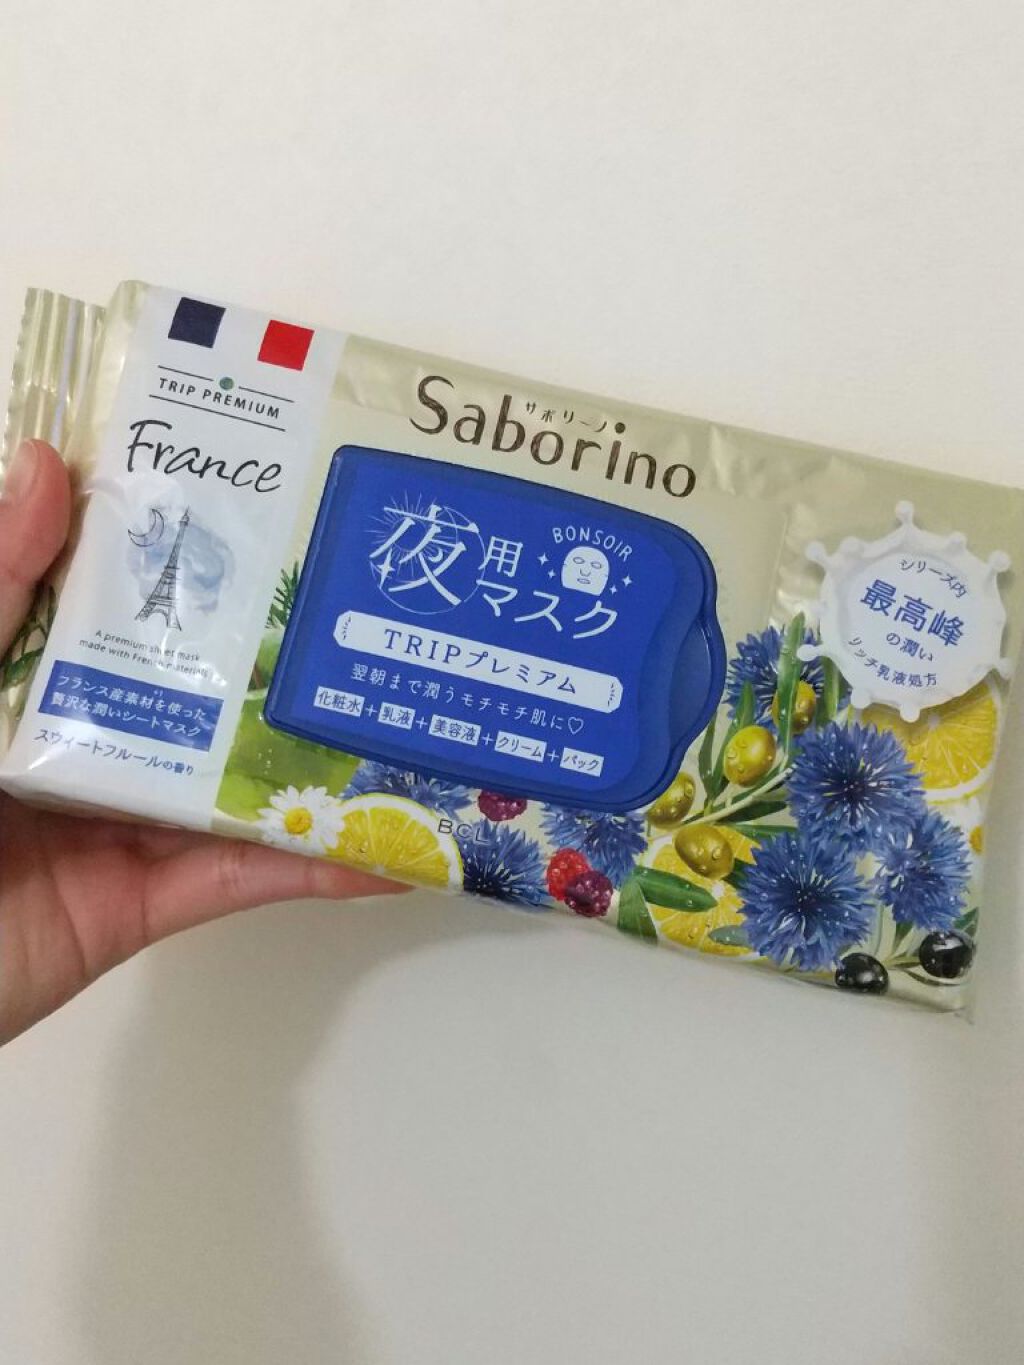 TRIP PREMIUM
France
A premium sheet mask
made with French materials
フランス産素材を使った
贅沢な潤いシートマスク
スウィートフルールの香り
サボリーノ
Saborino
夜用マスク
BONSOIR
TRIPプレミアム
翌朝まで潤うモチモチ肌に♡
化粧水+乳液+美容液+クリーム+パック
BCL
シリーズ内
最高峰
の潤い
リッチ乳液処方